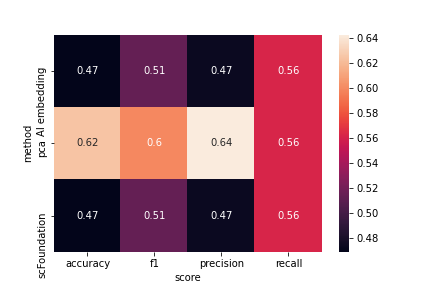 method
AI embedding
pca
scFoundation
0.47 0.51 0.47 0.56
0.62 0.6 0.64 0.56
0.47 0.51 0.47 0.56
accuracy f1 precision recall
score
0.64
0.62
0.60
0.58
0.56
0.54
0.52
0.50
0.48